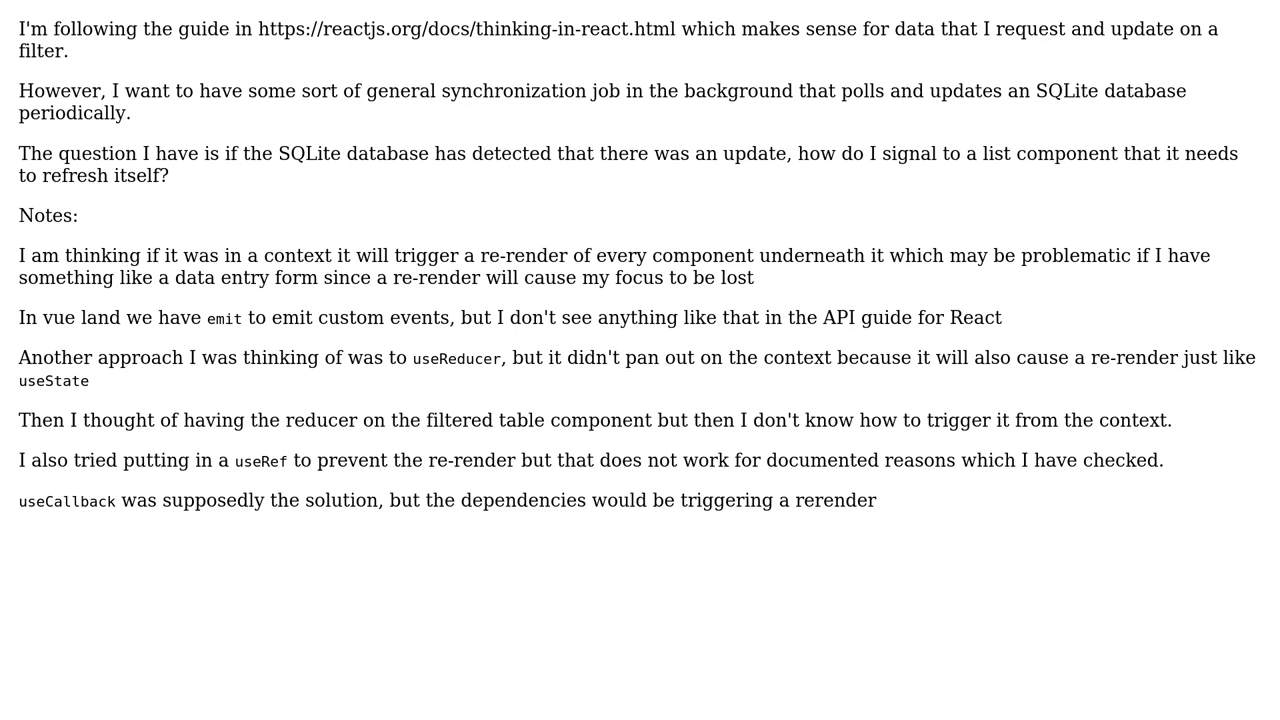 I'm following the guide in https://reactjs.org/docs/thinking-in-react.html which makes sense for data that I request and update on a
filter.
However, I want to have some sort of general synchronization job in the background that polls and updates an SQLite database
periodically.
The question I have is if the SQLite database has detected that there was an update, how do I signal to a list component that it needs
to refresh itself?
Notes:
I am thinking if it was in a context it will trigger a re-render of every component underneath it which may be problematic if I have
something like a data entry form since a re-render will cause my focus to be lost
In vue land we have emit to emit custom events, but I don't see anything like that in the API guide for React
Another approach I was thinking of was to useReducer, but it didn't pan out on the context because it will also cause a re-render just like
useState
Then I thought of having the reducer on the filtered table component but then I don't know how to trigger it from the context.
I also tried putting in a useRef to prevent the re-render but that does not work for documented reasons which I have checked.
useCallback was supposedly the solution, but the dependencies would be triggering a rerender